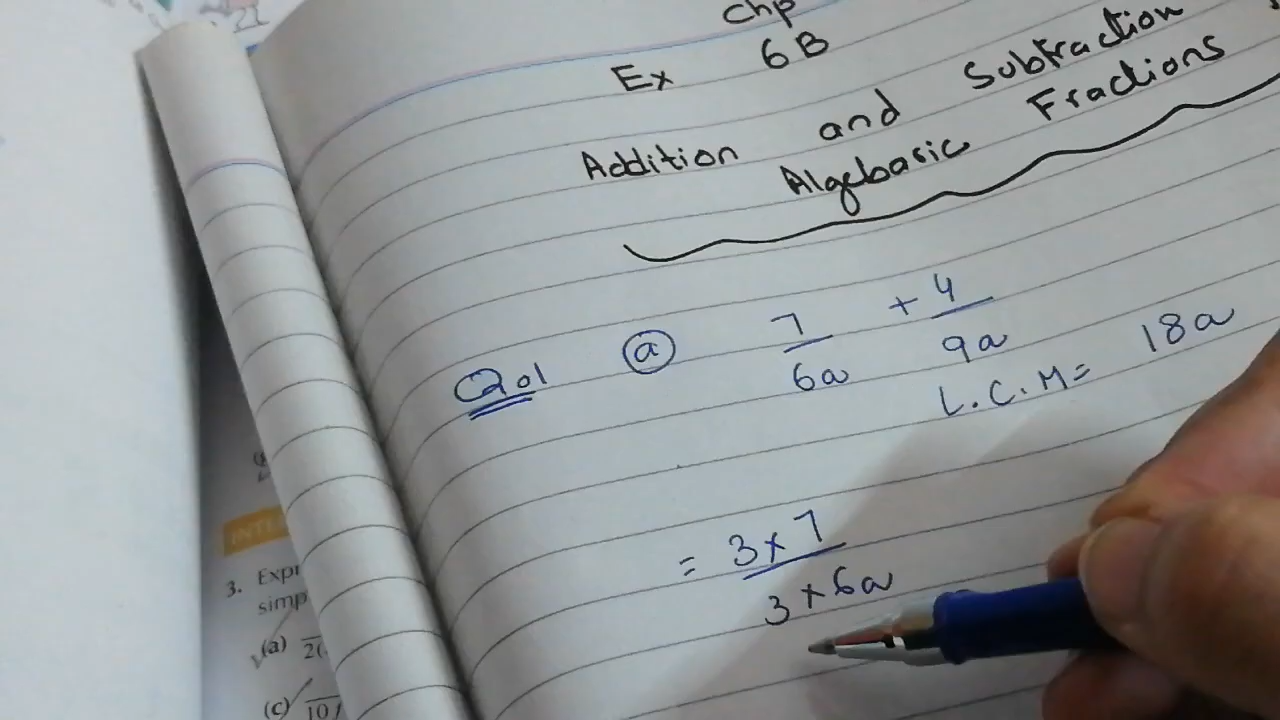 Chp
Ex 6B
Addition and Subtraction
Algebaric Fractions
Q01 (a) 7/6a + 4/9a
L.C.M= 18a
= 3×7/3×6a
3. Expr
simp
(a) 2(
(c) 10